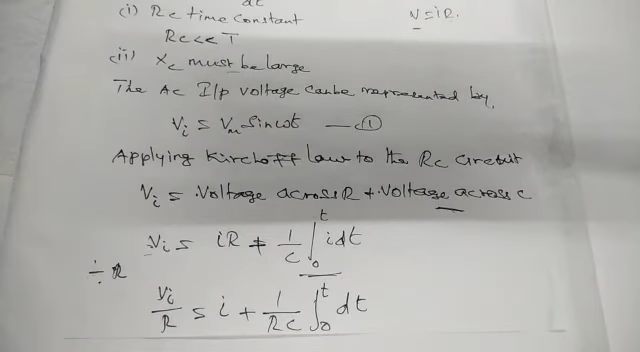 dt
(i) Rc time constant V = iR.
Rc << T
(ii) Xc must be large
The Ac I/p voltage can be represented by,
Vi = Vm Sinωt — ①
Applying Kirchoff law to the Rc circuit
Vi = Voltage across R + Voltage across c
Vi = iR + 1/C ∫₀ᵗ i dt
÷ R
Vi/R = i + 1/RC ∫₀ᵗ dt